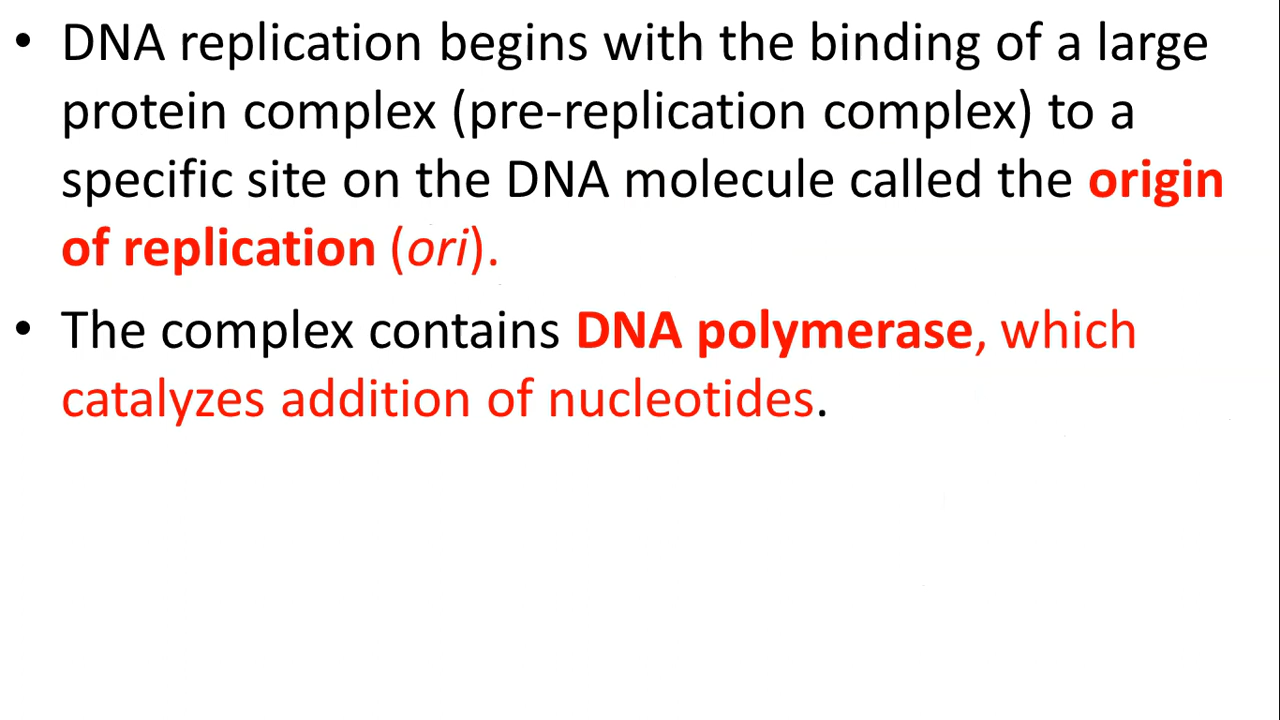 • DNA replication begins with the binding of a large
protein complex (pre-replication complex) to a
specific site on the DNA molecule called the origin
of replication (ori).
• The complex contains DNA polymerase, which
catalyzes addition of nucleotides.